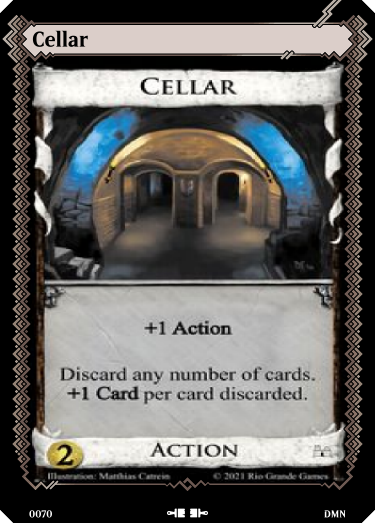 Cellar
CELLAR
+1 Action
Discard any number of cards.
+1 Card per card discarded.
2
ACTION
Illustration: Matthias Catrein
© 2021 Rio Grande Games
0070
DMN